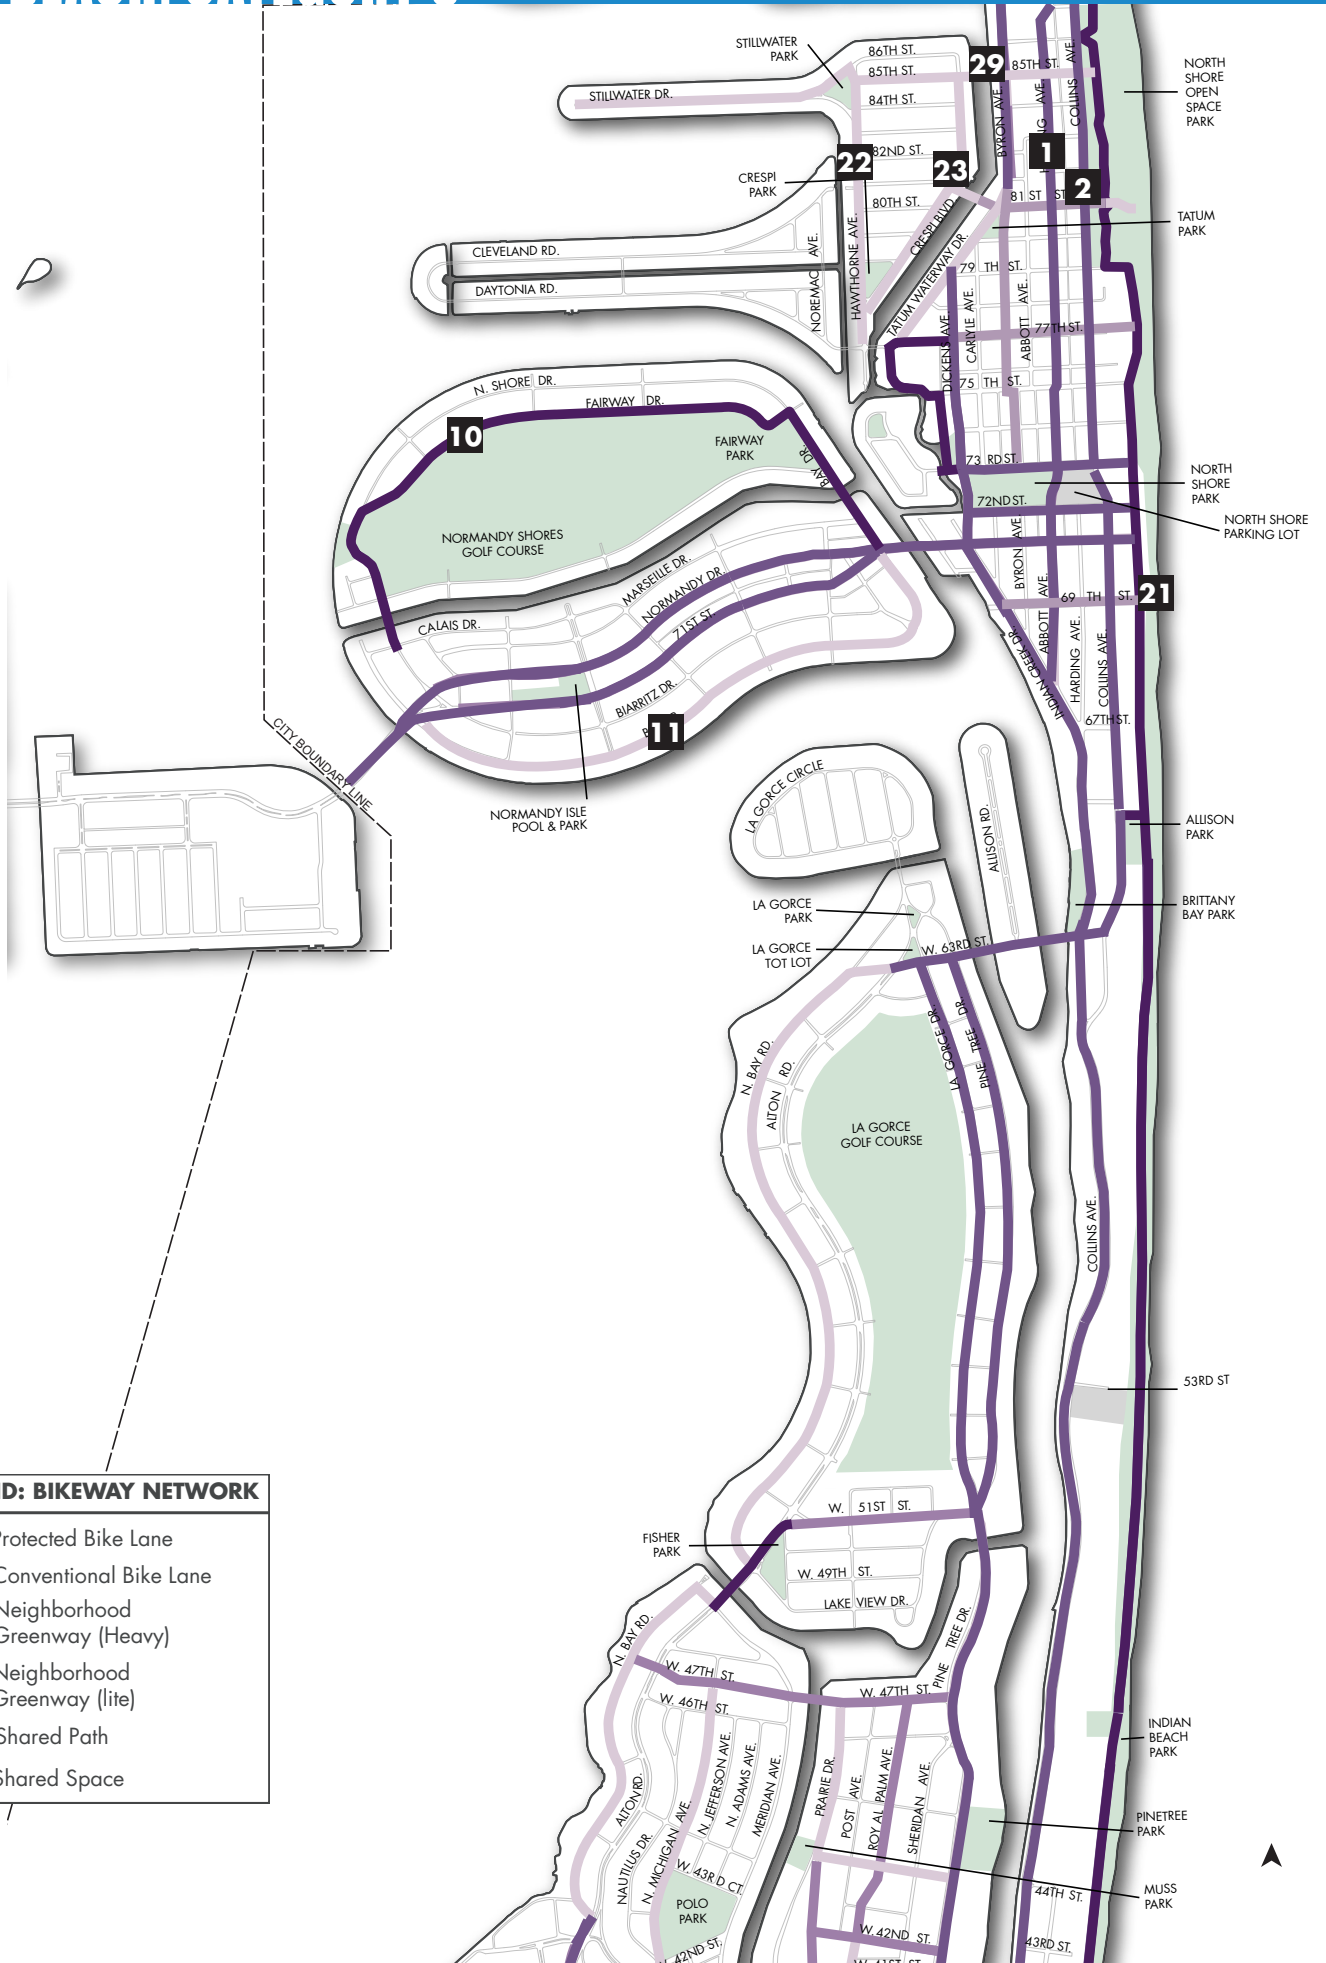 STILLWATER
PARK
86TH ST.
85TH ST.
84TH ST.
STILLWATER DR.
29
85TH ST.
BYRON AVE.
COLLINS AVE.
NORTH
SHORE
OPEN
SPACE
PARK
22
82ND ST.
23
1
2
CRESPI
PARK
80TH ST.
81 ST ST.
CRESPI BLVD.
TATUM
PARK
CLEVELAND RD.
DAYTONIA RD.
NOREMAC AVE.
HAWTHORNE AVE.
TATUM WATERWAY DR.
79 TH ST.
DICKENS AVE.
CARLYLE AVE.
ABBOTT AVE.
77TH ST.
75 TH ST.
N. SHORE DR.
FAIRWAY DR.
10
FAIRWAY
PARK
BAY DR.
73 RD ST.
72ND ST.
NORTH
SHORE
PARK
NORTH SHORE
PARKING LOT
NORMANDY SHORES
GOLF COURSE
MARSEILLE DR.
NORMANDY DR.
71ST ST.
CALAIS DR.
BIARRITZ DR.
11
BYRON AVE.
ABBOTT AVE.
69 TH ST.
21
INDIAN CREEK DR.
HARDING AVE.
COLLINS AVE.
67TH ST.
CITY BOUNDARY LINE
NORMANDY ISLE
POOL & PARK
LA GORCE CIRCLE
ALLISON RD.
ALLISON
PARK
BRITTANY
BAY PARK
LA GORCE
PARK
LA GORCE
TOT LOT
W. 63RD ST.
N. BAY RD.
ALTON RD.
LA GORCE DR.
PINE TREE DR.
LA GORCE
GOLF COURSE
COLLINS AVE.
53RD ST
D: BIKEWAY NETWORK
Protected Bike Lane
Conventional Bike Lane
Neighborhood
Greenway (Heavy)
Neighborhood
Greenway (lite)
Shared Path
Shared Space
W. 51ST ST.
FISHER
PARK
W. 49TH ST.
LAKE VIEW DR.
N. BAY RD.
W. 47TH ST.
W. 46TH ST.
W. 47TH ST.
PINE TREE DR.
ALTON RD.
NAUTILUS DR.
N. MICHIGAN AVE.
N. JEFFERSON AVE.
N. ADAMS AVE.
MERIDIAN AVE.
PRAIRIE DR.
POST AVE.
ROYAL PALM AVE.
SHERIDAN AVE.
INDIAN
BEACH
PARK
PINETREE
PARK
MUSS
PARK
W. 43RD CT.
POLO
PARK
42ND ST.
W. 42ND ST.
W. 41ST ST.
44TH ST.
43RD ST.